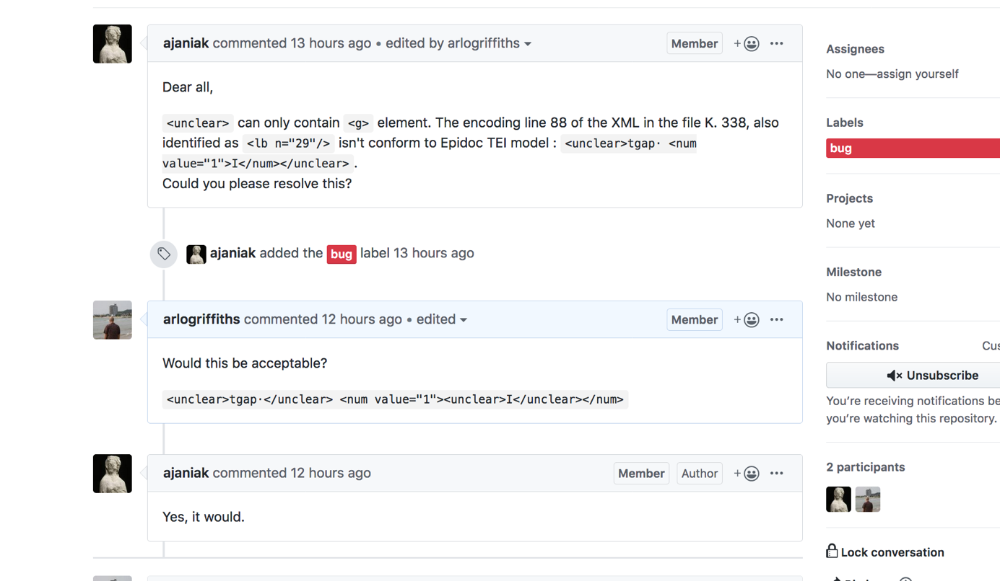 ajaniak commented 13 hours ago • edited by arlogriffiths
Member
Dear all,
<unclear> can only contain <g> element. The encoding line 88 of the XML in the file K. 338, also
identified as <lb n="29"/> isn't conform to Epidoc TEI model : <unclear>tgap· <num
value="1">I</num></unclear> .
Could you please resolve this?
ajaniak added the bug label 13 hours ago
arlogriffiths commented 12 hours ago • edited
Member
Would this be acceptable?
<unclear>tgap·</unclear> <num value="1"><unclear>I</unclear></num>
ajaniak commented 12 hours ago
Member Author
Yes, it would.
Assignees
No one—assign yourself
Labels
bug
Projects
None yet
Milestone
No milestone
Notifications
Cus
Unsubscribe
You’re receiving notifications be
you’re watching this repository.
2 participants
Lock conversation